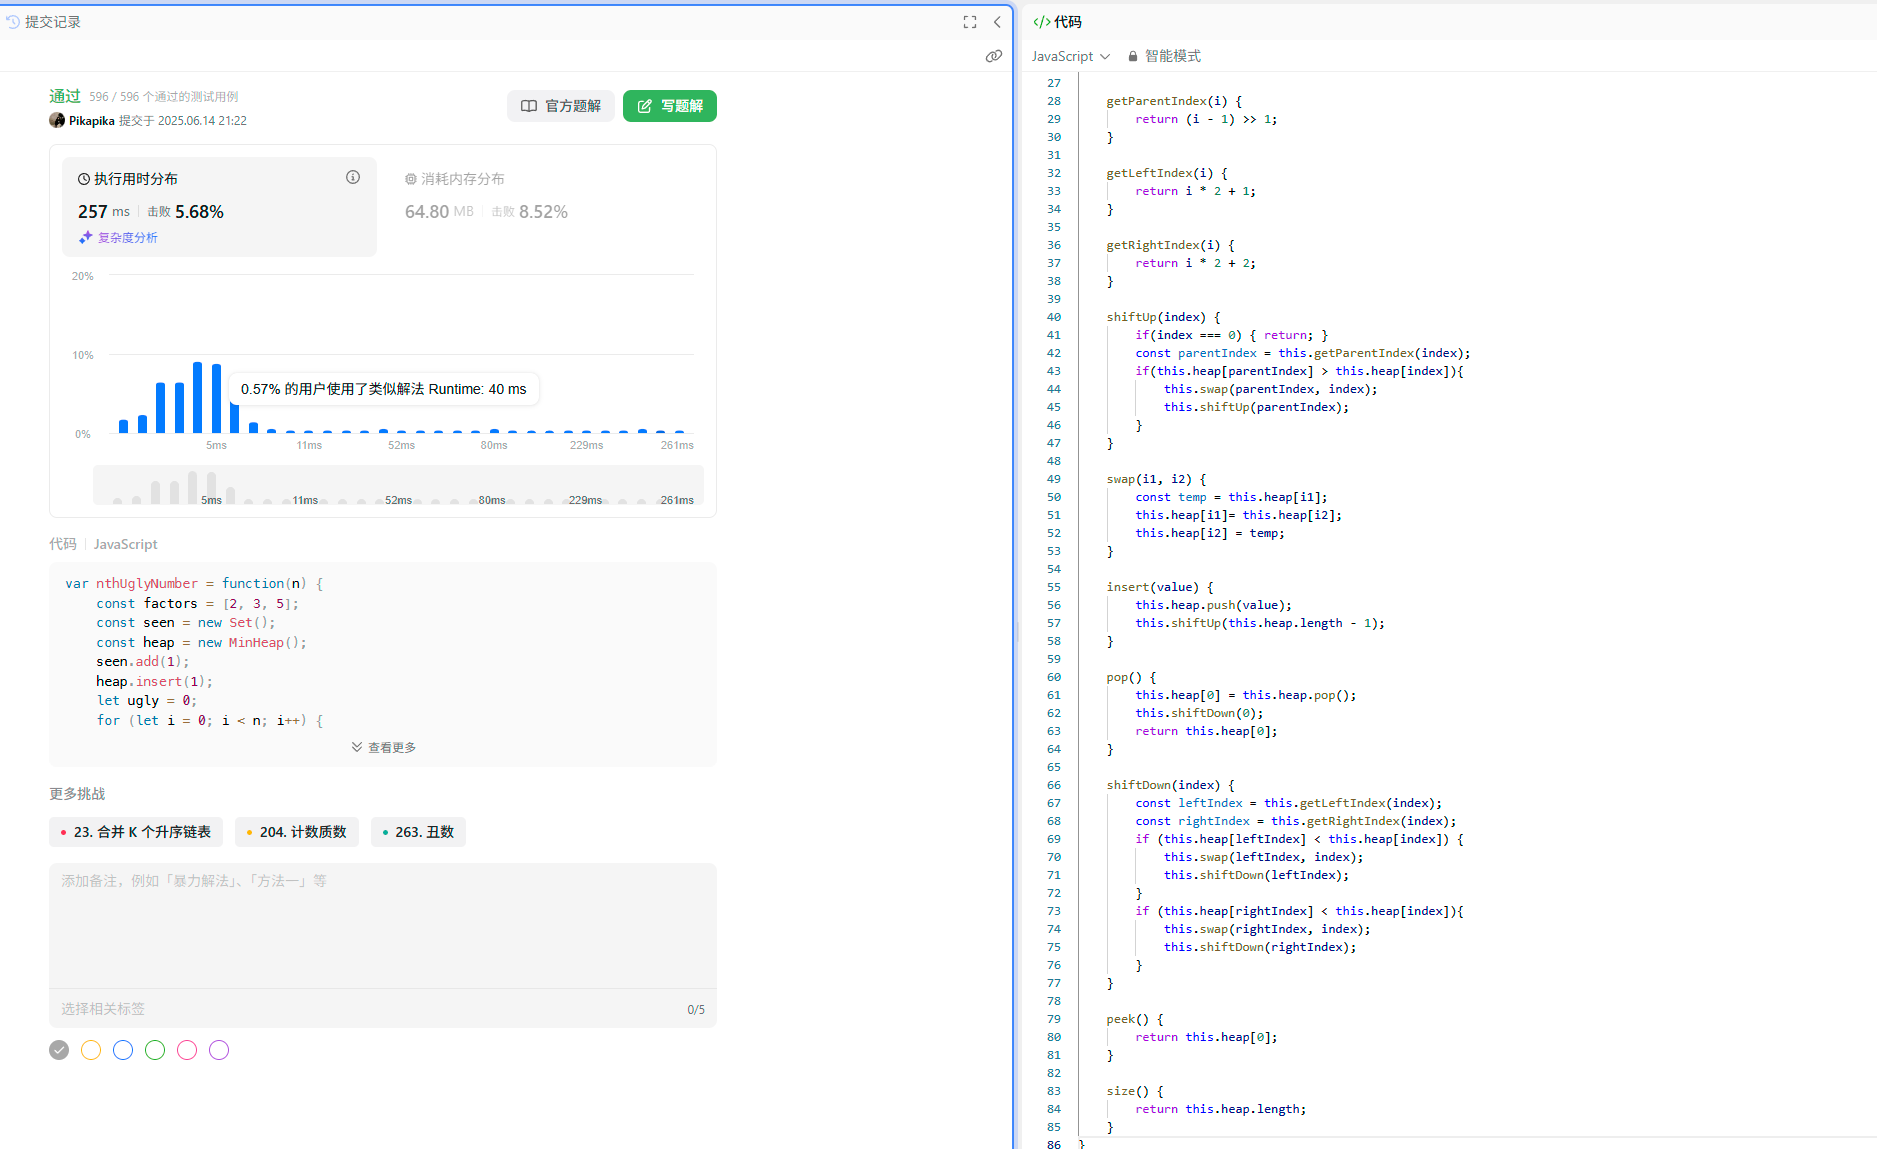 提交记录
通过 596 / 596 个通过的测试用例
Pikapika 提交于 2025.06.14 21:22
官方题解
写题解
执行用时分布
257 ms 击败 5.68%
复杂度分析
消耗内存分布
64.80 MB 击败 8.52%
20%
10%
0%
0.57% 的用户使用了类似解法 Runtime: 40 ms
5ms 11ms 52ms 80ms 229ms 261ms
5ms 11ms 52ms 80ms 229ms 261ms
代码 JavaScript
var nthUglyNumber = function(n) {
    const factors = [2, 3, 5];
    const seen = new Set();
    const heap = new MinHeap();
    seen.add(1);
    heap.insert(1);
    let ugly = 0;
    for (let i = 0; i < n; i++) {
查看更多
更多挑战
23. 合并 K 个升序链表
204. 计数质数
263. 丑数
添加备注，例如「暴力解法」、「方法一」等
选择相关标签 0/5
</> 代码
JavaScript 智能模式
27
28 getParentIndex(i) {
29 return (i - 1) >> 1;
30 }
31
32 getLeftIndex(i) {
33 return i * 2 + 1;
34 }
35
36 getRightIndex(i) {
37 return i * 2 + 2;
38 }
39
40 shiftUp(index) {
41 if(index === 0) { return; }
42 const parentIndex = this.getParentIndex(index);
43 if(this.heap[parentIndex] > this.heap[index]){
44 this.swap(parentIndex, index);
45 this.shiftUp(parentIndex);
46 }
47 }
48
49 swap(i1, i2) {
50 const temp = this.heap[i1];
51 this.heap[i1]= this.heap[i2];
52 this.heap[i2] = temp;
53 }
54
55 insert(value) {
56 this.heap.push(value);
57 this.shiftUp(this.heap.length - 1);
58 }
59
60 pop() {
61 this.heap[0] = this.heap.pop();
62 this.shiftDown(0);
63 return this.heap[0];
64 }
65
66 shiftDown(index) {
67 const leftIndex = this.getLeftIndex(index);
68 const rightIndex = this.getRightIndex(index);
69 if (this.heap[leftIndex] < this.heap[index]) {
70 this.swap(leftIndex, index);
71 this.shiftDown(leftIndex);
72 }
73 if (this.heap[rightIndex] < this.heap[index]){
74 this.swap(rightIndex, index);
75 this.shiftDown(rightIndex);
76 }
77 }
78
79 peek() {
80 return this.heap[0];
81 }
82
83 size() {
84 return this.heap.length;
85 }
86 }